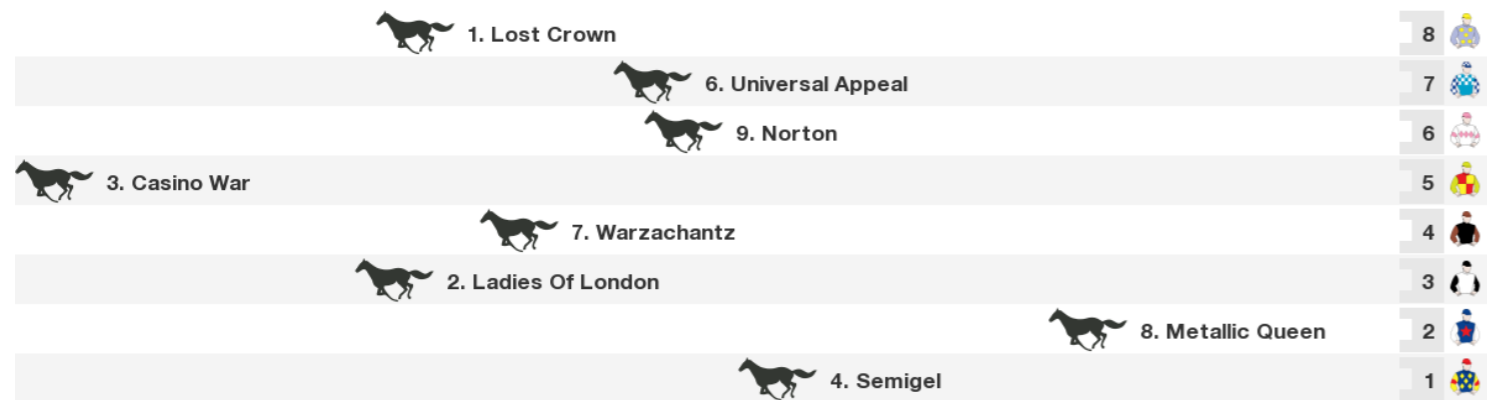 1. Lost Crown 8
6. Universal Appeal 7
9. Norton 6
3. Casino War 5
7. Warzachantz 4
2. Ladies Of London 3
8. Metallic Queen 2
4. Semigel 1